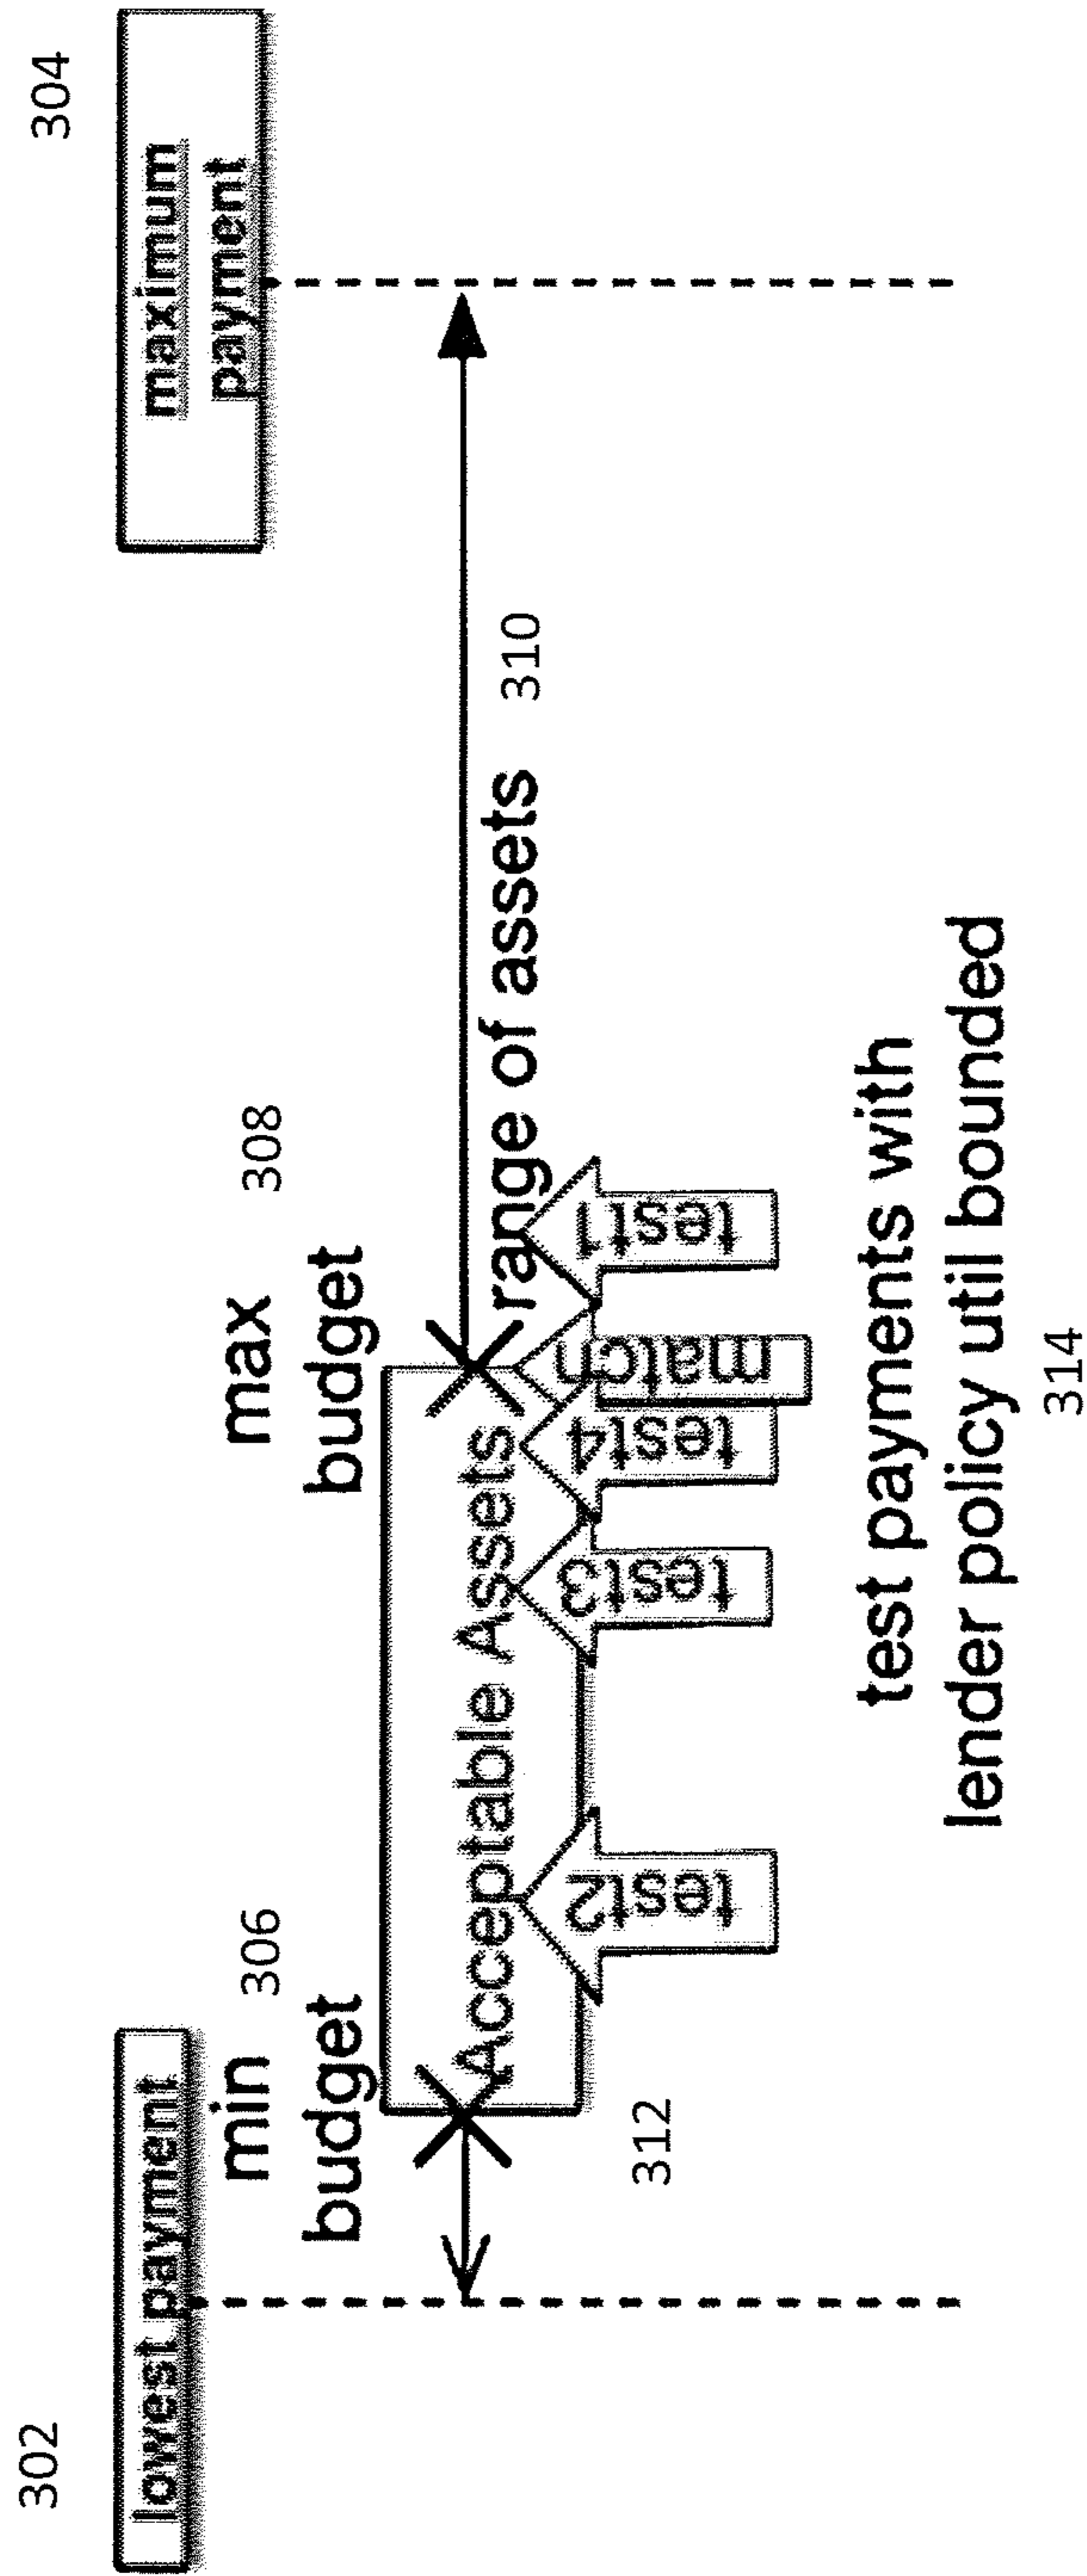 302
304
lowest payment
maximum
payment
min
budget
306
max
budget
308
Acceptable Assets
range of assets
310
312
test2
test3
test4
match
test1
test payments with
lender policy util bounded
314